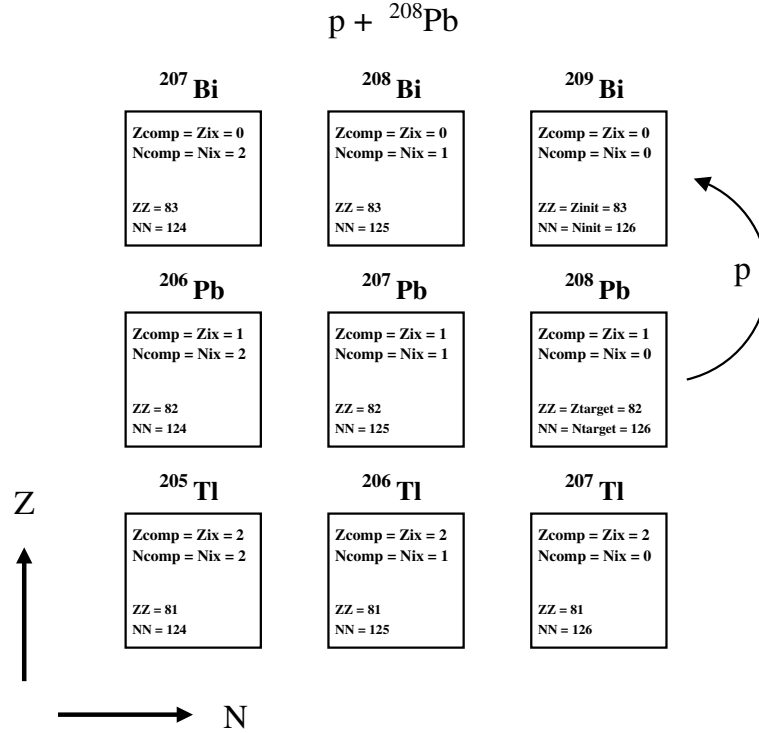 p + ²⁰⁸Pb
²⁰⁷Bi
Zcomp = Zix = 0
Ncomp = Nix = 2
ZZ = 83
NN = 124
²⁰⁸Bi
Zcomp = Zix = 0
Ncomp = Nix = 1
ZZ = 83
NN = 125
²⁰⁹Bi
Zcomp = Zix = 0
Ncomp = Nix = 0
ZZ = Zinit = 83
NN = Ninit = 126
p
²⁰⁶Pb
Zcomp = Zix = 1
Ncomp = Nix = 2
ZZ = 82
NN = 124
²⁰⁷Pb
Zcomp = Zix = 1
Ncomp = Nix = 1
ZZ = 82
NN = 125
²⁰⁸Pb
Zcomp = Zix = 1
Ncomp = Nix = 0
ZZ = Ztarget = 82
NN = Ntarget = 126
²⁰⁵Tl
Zcomp = Zix = 2
Ncomp = Nix = 2
ZZ = 81
NN = 124
²⁰⁶Tl
Zcomp = Zix = 2
Ncomp = Nix = 1
ZZ = 81
NN = 125
²⁰⁷Tl
Zcomp = Zix = 2
Ncomp = Nix = 0
ZZ = 81
NN = 126
Z
N